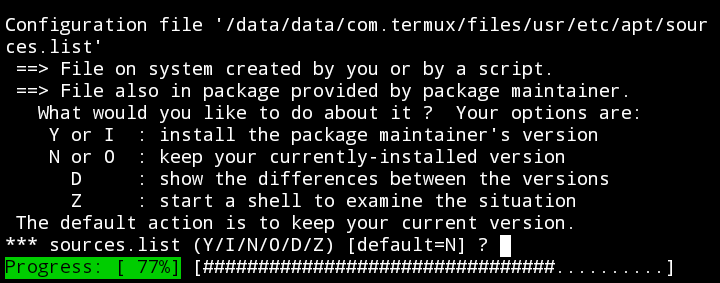 Configuration file '/data/data/com.termux/files/usr/etc/apt/sour
ces.list'
 ==> File on system created by you or by a script.
 ==> File also in package provided by package maintainer.
   What would you like to do about it ?  Your options are:
    Y or I  : install the package maintainer's version
    N or O  : keep your currently-installed version
      D     : show the differences between the versions
      Z     : start a shell to examine the situation
 The default action is to keep your current version.
*** sources.list (Y/I/N/O/D/Z) [default=N] ?
Progress: [ 77%] [################################..........]